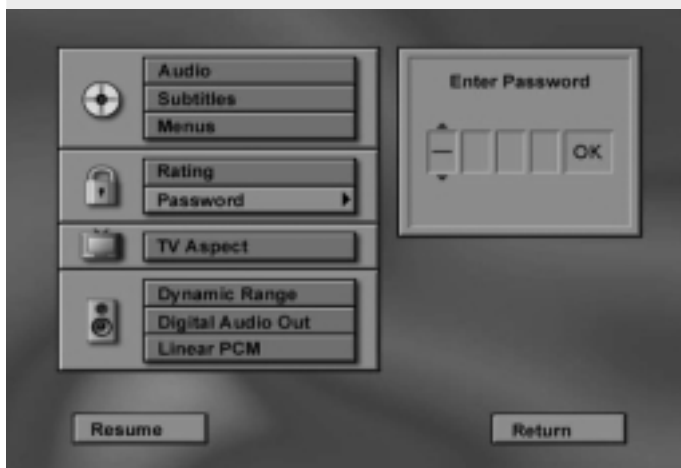 Audio
Subtitles
Menus
Rating
Password
TV Aspect
Dynamic Range
Digital Audio Out
Linear PCM
Enter Password
OK
Resume
Return